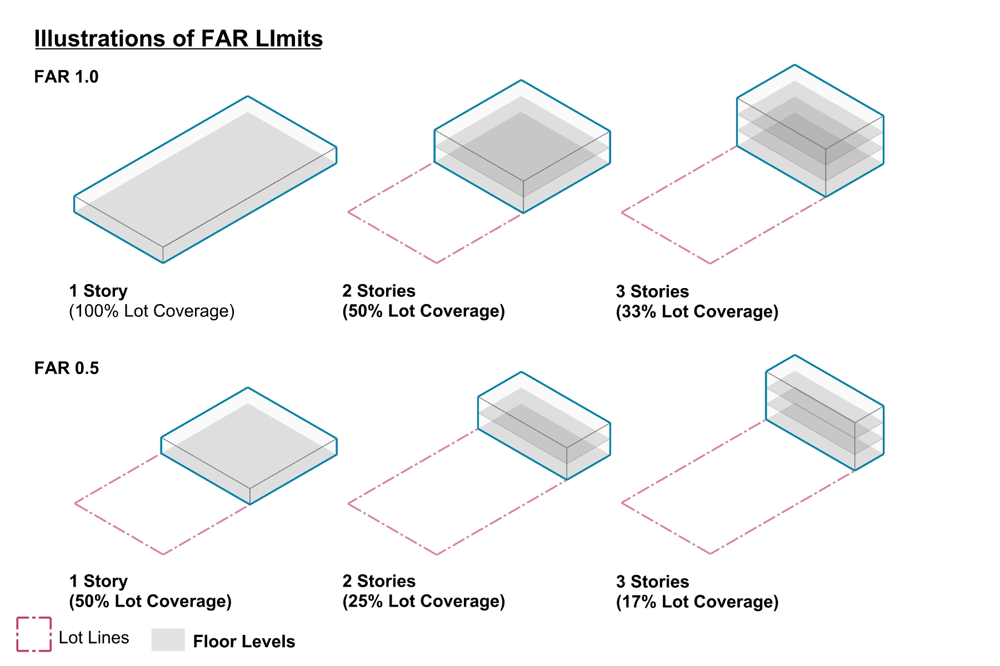 Illustrations of FAR LImits
FAR 1.0
1 Story
(100% Lot Coverage)
2 Stories
(50% Lot Coverage)
3 Stories
(33% Lot Coverage)
FAR 0.5
1 Story
(50% Lot Coverage)
2 Stories
(25% Lot Coverage)
3 Stories
(17% Lot Coverage)
Lot Lines
Floor Levels